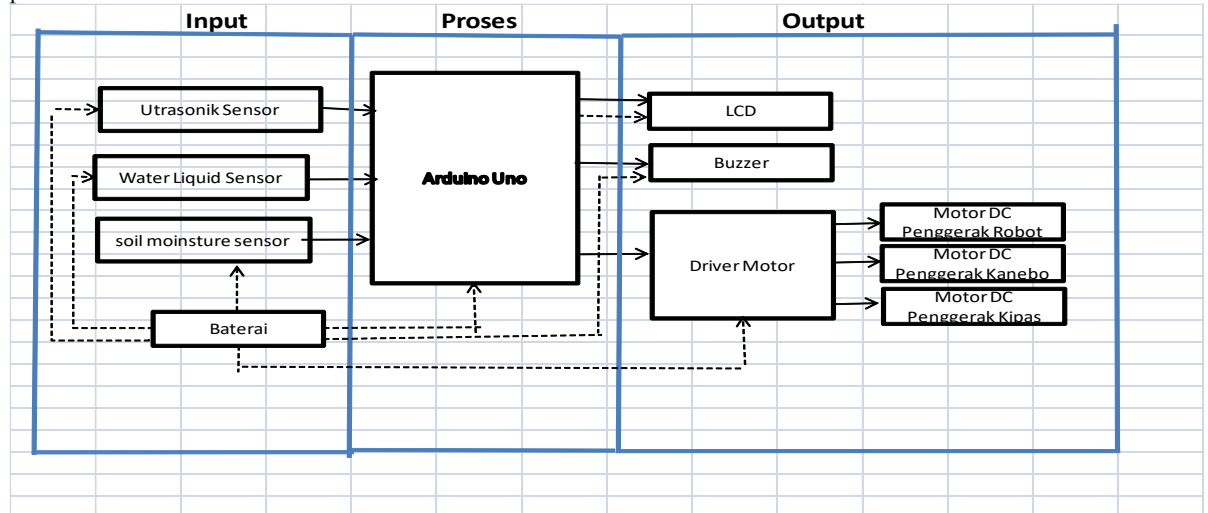 Input
Proses
Output
Utrasonik Sensor
Water Liquid Sensor
soil moinsture sensor
Baterai
Arduino Uno
LCD
Buzzer
Driver Motor
Motor DC
Penggerak Robot
Motor DC
Penggerak Kanebo
Motor DC
Penggerak Kipas